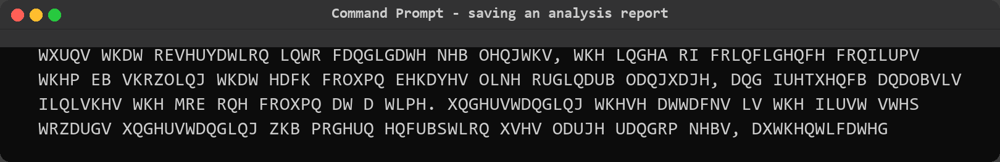 Command Prompt - saving an analysis report
WXUQV WKDW REVHUYDWLRQ LQWR FDQGLGDWH NHB OHQJWKV, WKH LQGHA RI FRLQFLGHQFH FRQILUPV
WKHP EB VKRZOLQJ WKDW HDFK FROXPQ EHKDYHV OLNH RUGLQDUB ODQJXDJH, DQG IUHTXHQFB DQDOBVLV
ILQLVKHV WKH MRE RQH FROXPQ DW D WLPH. XQGHUVWDQGLQJ WKHVH DWWDFNV LV WKH ILUVW VWHS
WRZDUGV XQGHUVWDQGLQJ ZKB PRGHUQ HQFUBSWLRQ XVHV ODUJH UDQGRP NHBV, DXWKHQWLFDWHG